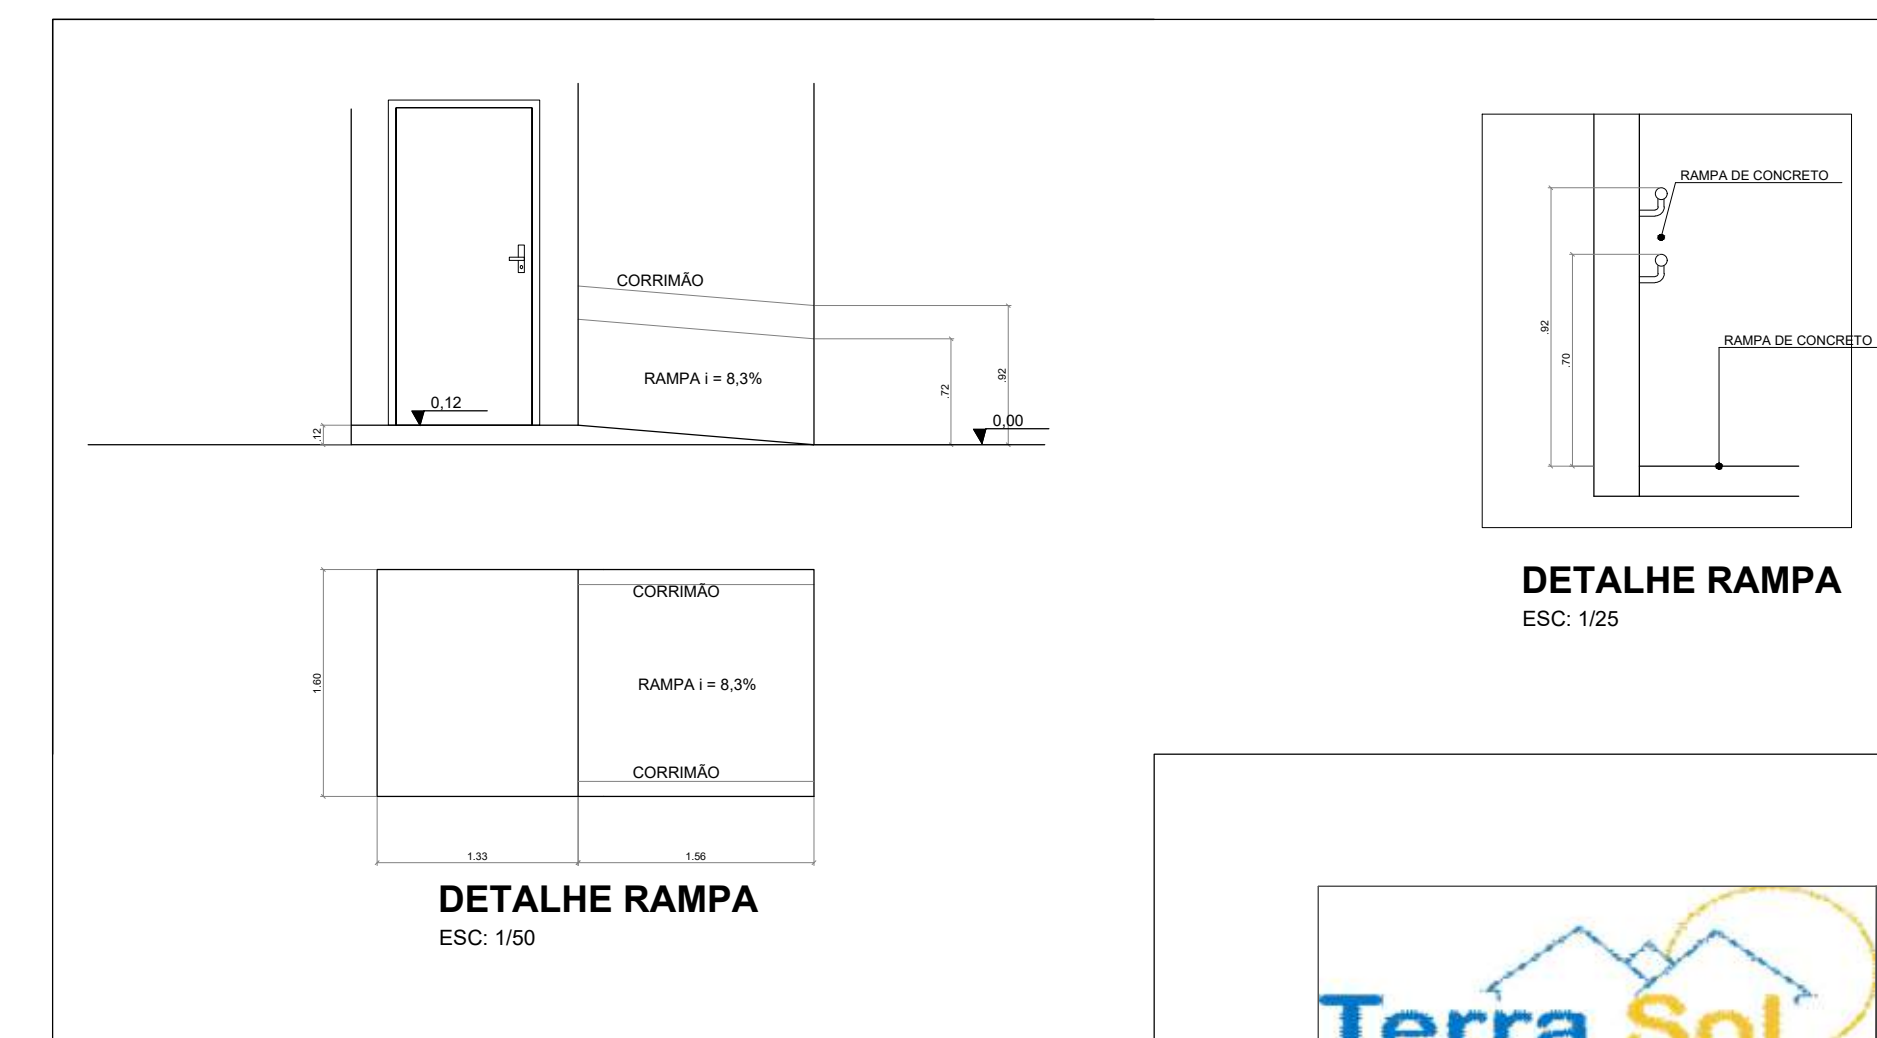 CORRIMÃO
RAMPA i = 8,3%
0,12
.12
.72
.92
0,00
1.60
CORRIMÃO
RAMPA i = 8,3%
CORRIMÃO
1.33
1.56
DETALHE RAMPA
ESC: 1/50
RAMPA DE CONCRETO
.92
.70
RAMPA DE CONCRETO
DETALHE RAMPA
ESC: 1/25
Terra Sol